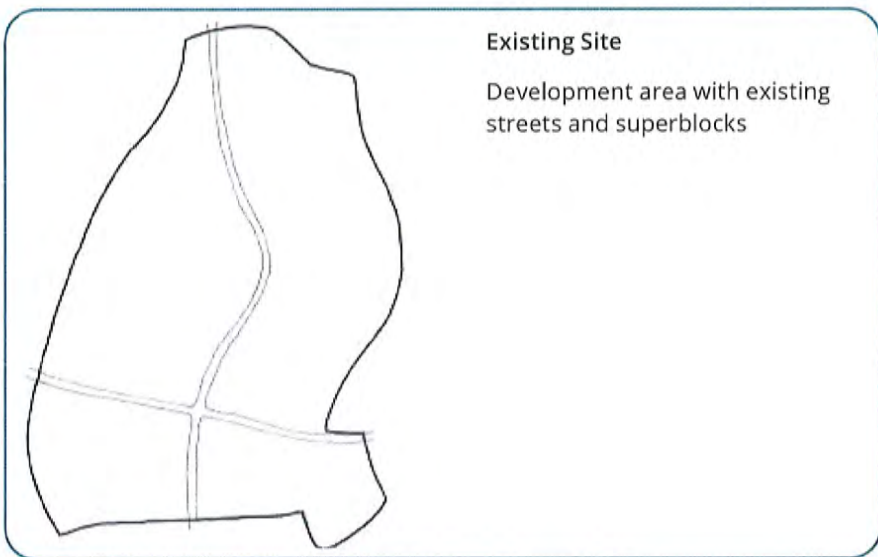 Existing Site
Development area with existing
streets and superblocks